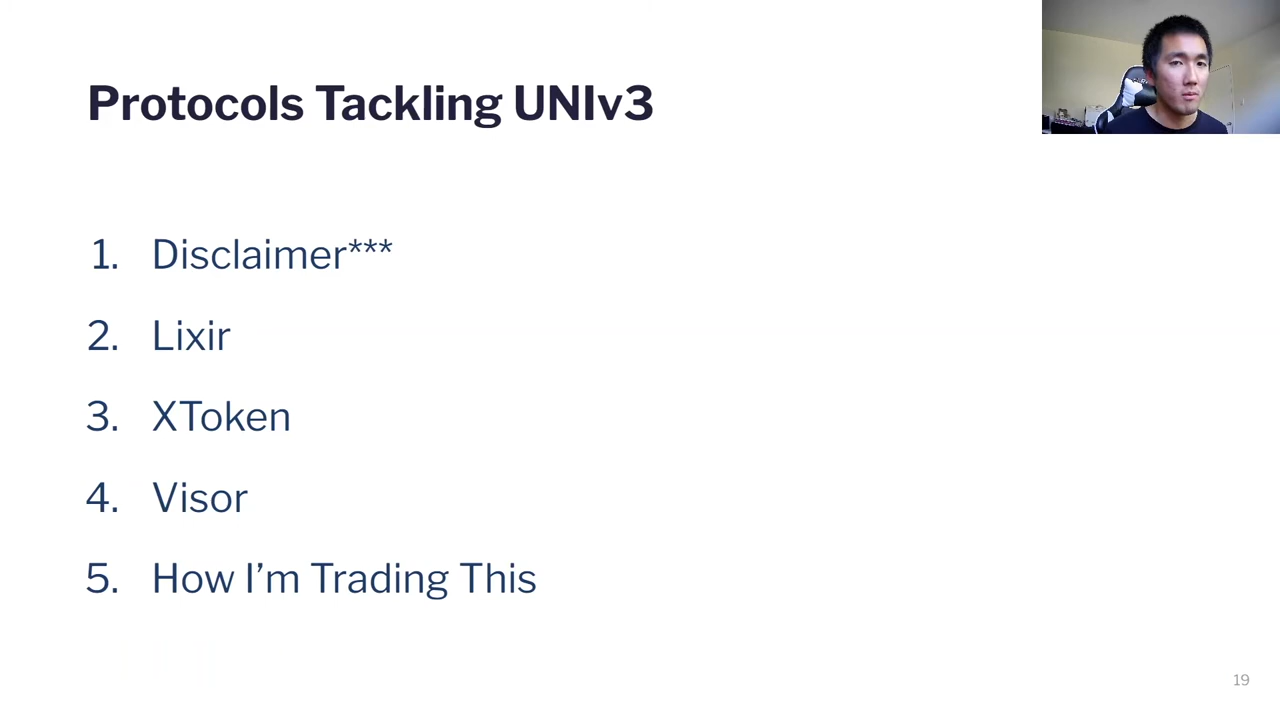 Protocols Tackling UNIv3
1. Disclaimer***
2. Lixir
3. XToken
4. Visor
5. How I’m Trading This
19